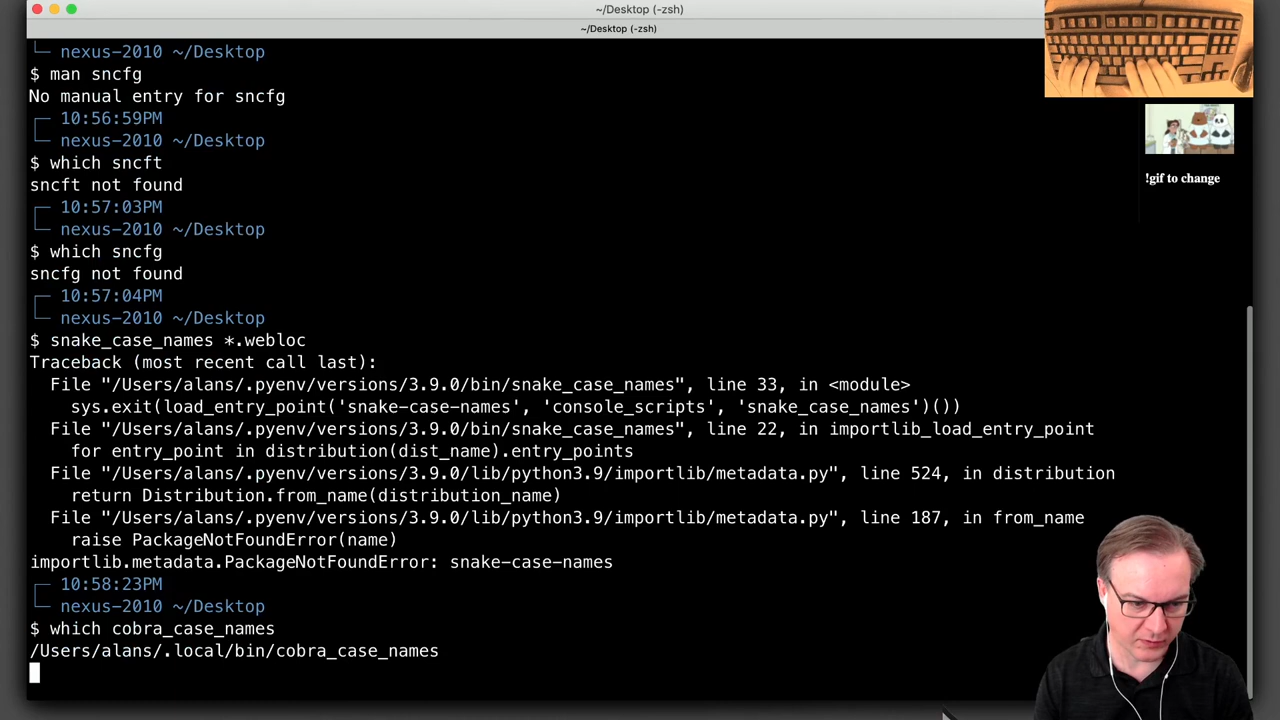 ~/Desktop (-zsh)
~/Desktop (-zsh)
└─ nexus-2010 ~/Desktop
$ man sncfg
No manual entry for sncfg
┌─ 10:56:59PM
└─ nexus-2010 ~/Desktop
$ which sncft
sncft not found
┌─ 10:57:03PM
└─ nexus-2010 ~/Desktop
$ which sncfg
sncfg not found
┌─ 10:57:04PM
└─ nexus-2010 ~/Desktop
$ snake_case_names *.webloc
Traceback (most recent call last):
  File "/Users/alans/.pyenv/versions/3.9.0/bin/snake_case_names", line 33, in <module>
    sys.exit(load_entry_point('snake-case-names', 'console_scripts', 'snake_case_names')())
  File "/Users/alans/.pyenv/versions/3.9.0/bin/snake_case_names", line 22, in importlib_load_entry_point
    for entry_point in distribution(dist_name).entry_points
  File "/Users/alans/.pyenv/versions/3.9.0/lib/python3.9/importlib/metadata.py", line 524, in distribution
    return Distribution.from_name(distribution_name)
  File "/Users/alans/.pyenv/versions/3.9.0/lib/python3.9/importlib/metadata.py", line 187, in from_name
    raise PackageNotFoundError(name)
importlib.metadata.PackageNotFoundError: snake-case-names
┌─ 10:58:23PM
└─ nexus-2010 ~/Desktop
$ which cobra_case_names
/Users/alans/.local/bin/cobra_case_names
!gif to change